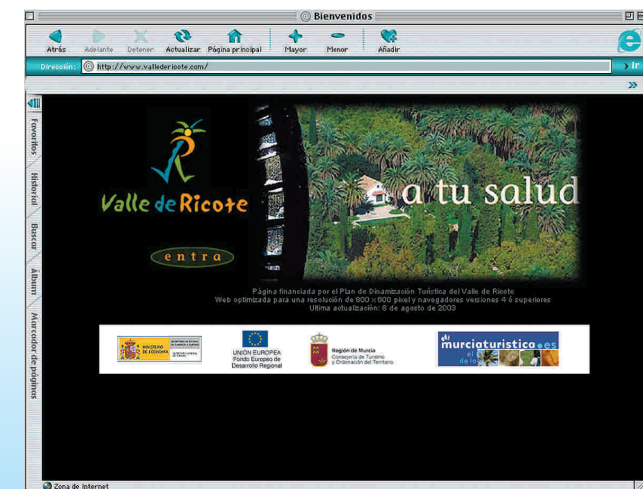 Bienvenidos
Atrás Adelante Detener Actualizar Página principal Mayor Menor Añadir
Dirección: http://www.valledericote.com/ Ir
Favoritos
Historial
Buscar
Álbum
Marcador de páginas
Valle de Ricote
a tu salud
entra
Página financiada por el Plan de Dinamización Turística del Valle de Ricote
Web optimizada para una resolución de 800 x 600 pixel y navegadores versiones 4 ó superiores
Ultima actualización: 8 de agosto de 2003
MINISTERIO
DE ECONOMÍA
UNIÓN EUROPEA
Fondo Europeo de
Desarrollo Regional
Región de Murcia
Consejería de Turismo
y Ordenación del Territorio
murciaturistica.es
Zona de Internet